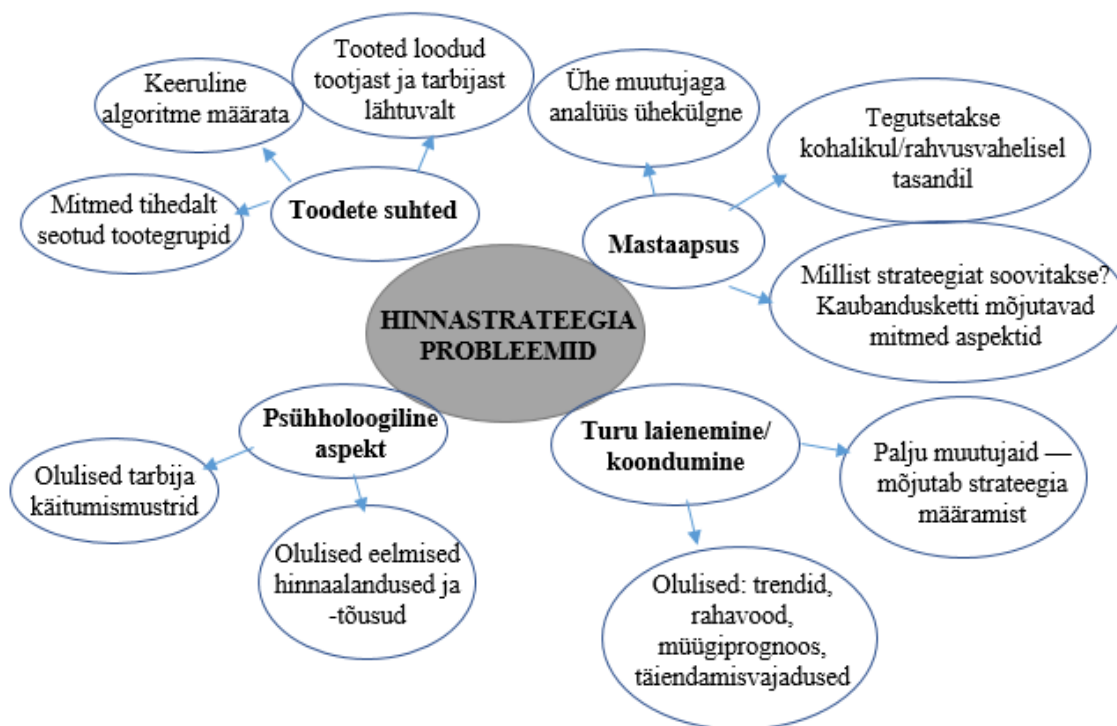 Keeruline
algoritme määrata
Tooted loodud
tootjast ja tarbijast
lähtuvalt
Ühe muutujaga
analüüs ühekülgne
Tegutsetakse
kohalikul/rahvusvahelisel
tasandil
Mitmed tihedalt
seotud tootegrupid
Toodete suhted
Mastaapsus
Millist strateegiat soovitakse?
Kaubandusketti mõjutavad
mitmed aspektid
HINNASTRATEEGIA
PROBLEEMID
Psühholoogiline
aspekt
Turu laienemine/
koondumine
Olulised tarbija
käitumismustrid
Palju muutujaid —
mõjutab strateegia
määramist
Olulised eelmised
hinnaalandused ja
-tõusud
Olulised: trendid,
rahavood,
müügiprognoos,
täiendamisvajadused